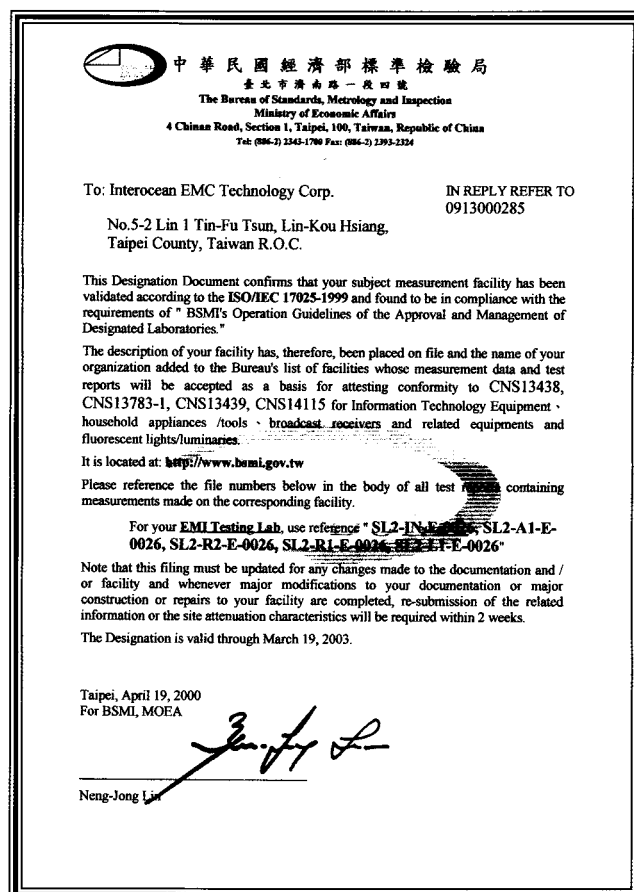 中華民國經濟部標準檢驗局
臺北市濟南路一段四號
The Bureau of Standards, Metrology and Inspection
Ministry of Economic Affairs
4 Chinan Road, Section 1, Taipei, 100, Taiwan, Republic of China
Tel: (886-2) 2343-1700 Fax: (886-2) 2393-2324
To: Interocean EMC Technology Corp.
IN REPLY REFER TO
0913000285
No.5-2 Lin 1 Tin-Fu Tsun, Lin-Kou Hsiang,
Taipei County, Taiwan R.O.C.
This Designation Document confirms that your subject measurement facility has been
validated according to the ISO/IEC 17025-1999 and found to be in compliance with the
requirements of " BSMI's Operation Guidelines of the Approval and Management of
Designated Laboratories."
The description of your facility has, therefore, been placed on file and the name of your
organization added to the Bureau's list of facilities whose measurement data and test
reports will be accepted as a basis for attesting conformity to CNS13438,
CNS13783-1, CNS13439, CNS14115 for Information Technology Equipment、
household appliances /tools、broadcast receivers and related equipments and
fluorescent lights/luminaries.
It is located at: http://www.bsmi.gov.tw
Please reference the file numbers below in the body of all test containing
measurements made on the corresponding facility.
For your EMI Testing Lab, use reference " SL2-IN-E-0026, SL2-A1-E-
0026, SL2-R2-E-0026, SL2-R1-E-0026, SL2-L1-E-0026"
Note that this filing must be updated for any changes made to the documentation and /
or facility and whenever major modifications to your documentation or major
construction or repairs to your facility are completed, re-submission of the related
information or the site attenuation characteristics will be required within 2 weeks.
The Designation is valid through March 19, 2003.
Taipei, April 19, 2000
For BSMI, MOEA
Neng-Jong Lin